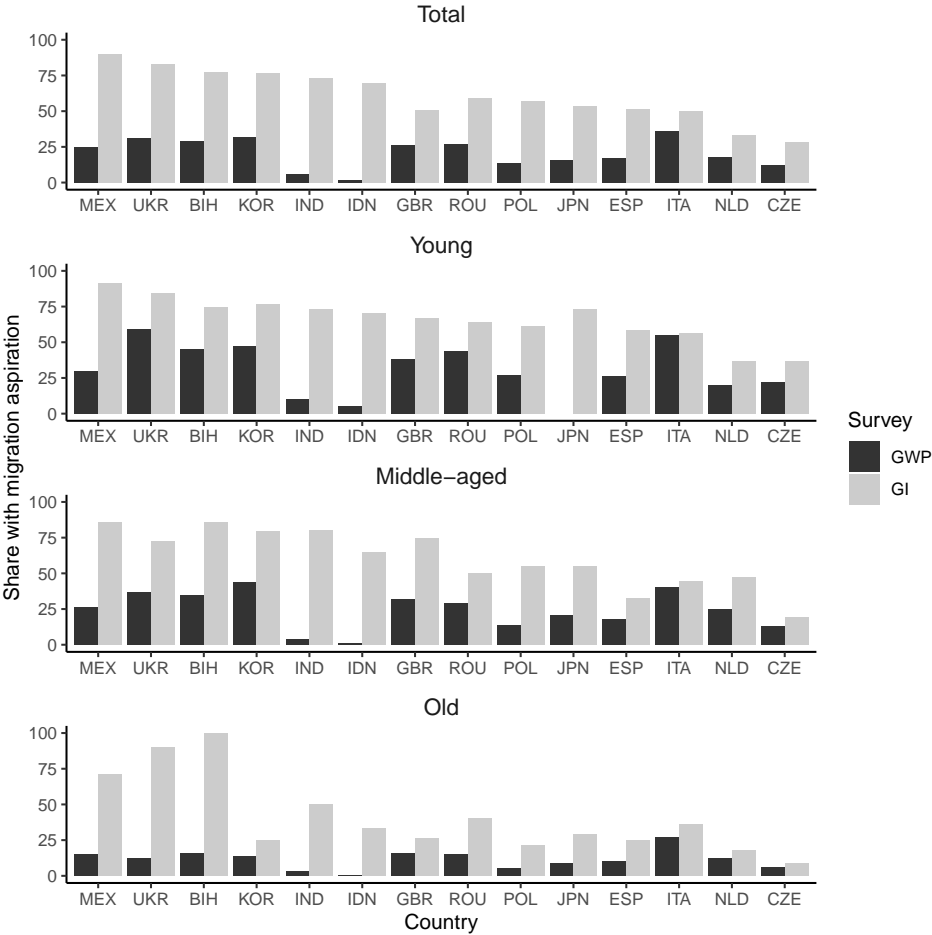 Total
100
75
50
25
0
MEX UKR BIH KOR IND IDN GBR ROU POL JPN ESP ITA NLD CZE
Young
100
75
50
25
0
MEX UKR BIH KOR IND IDN GBR ROU POL JPN ESP ITA NLD CZE
Middle−aged
100
75
50
25
0
MEX UKR BIH KOR IND IDN GBR ROU POL JPN ESP ITA NLD CZE
Old
100
75
50
25
0
MEX UKR BIH KOR IND IDN GBR ROU POL JPN ESP ITA NLD CZE
Country
Share with migration aspiration
Survey
GWP
GI